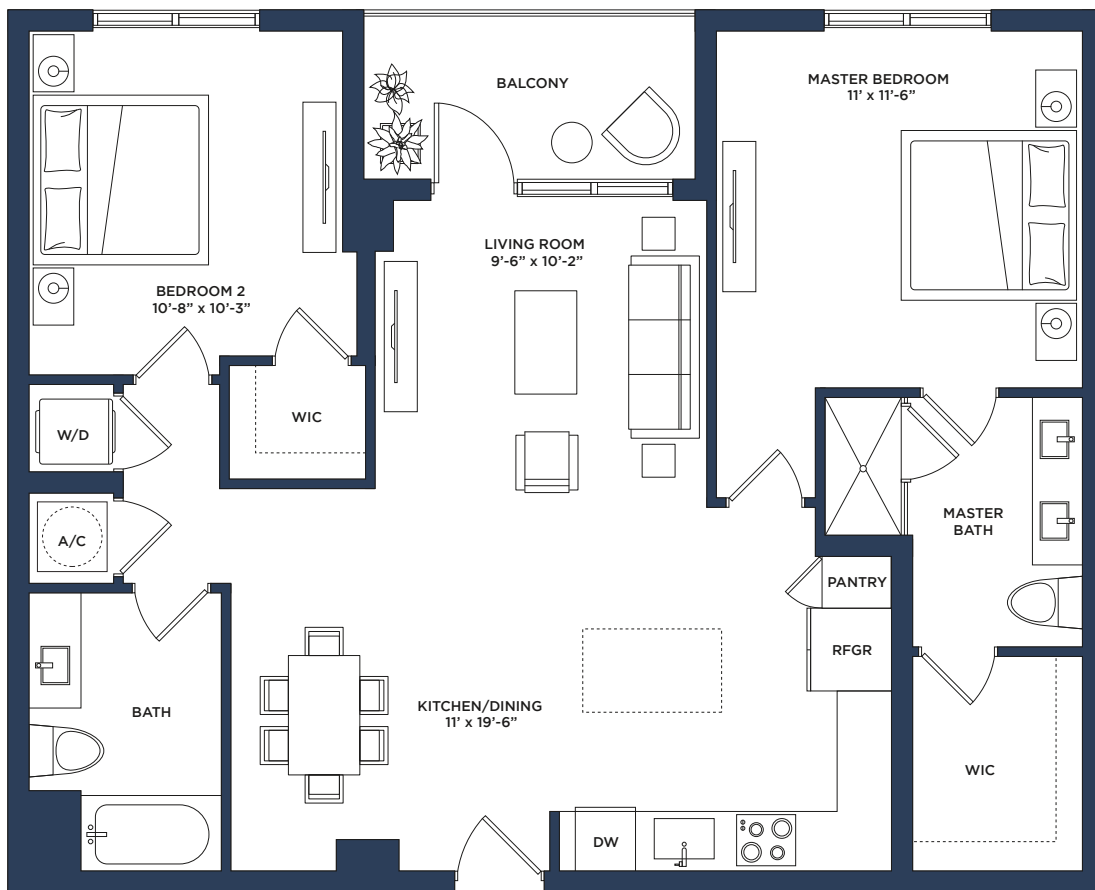 BALCONY
MASTER BEDROOM
11’ x 11’-6”
LIVING ROOM
9’-6” x 10’-2”
BEDROOM 2
10’-8” x 10’-3”
WIC
W/D
A/C
MASTER
BATH
PANTRY
RFGR
BATH
KITCHEN/DINING
11’ x 19’-6”
WIC
DW